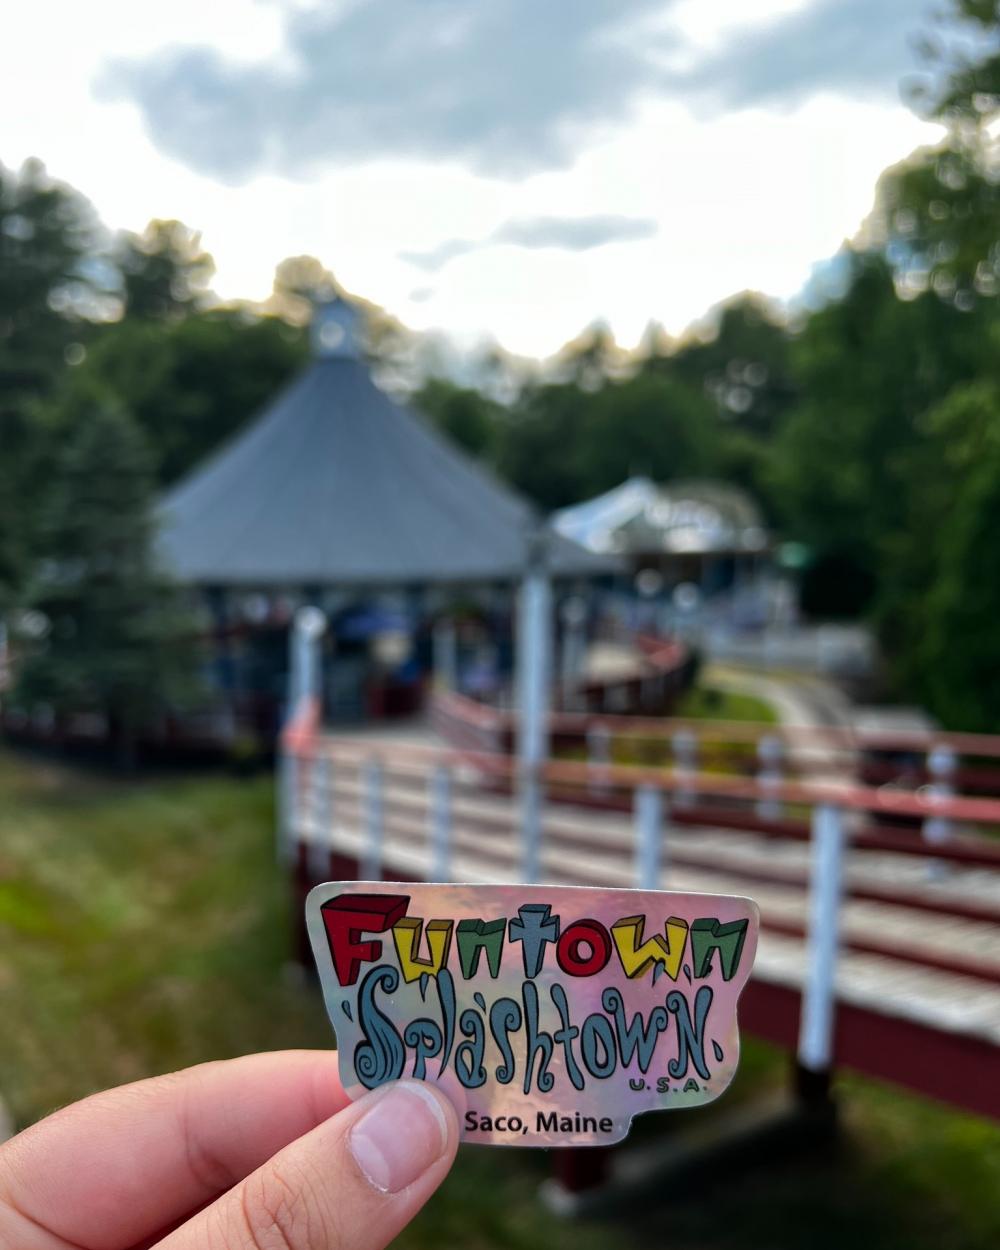 Funtown
SplashtowN
U.S.A.
Saco, Maine